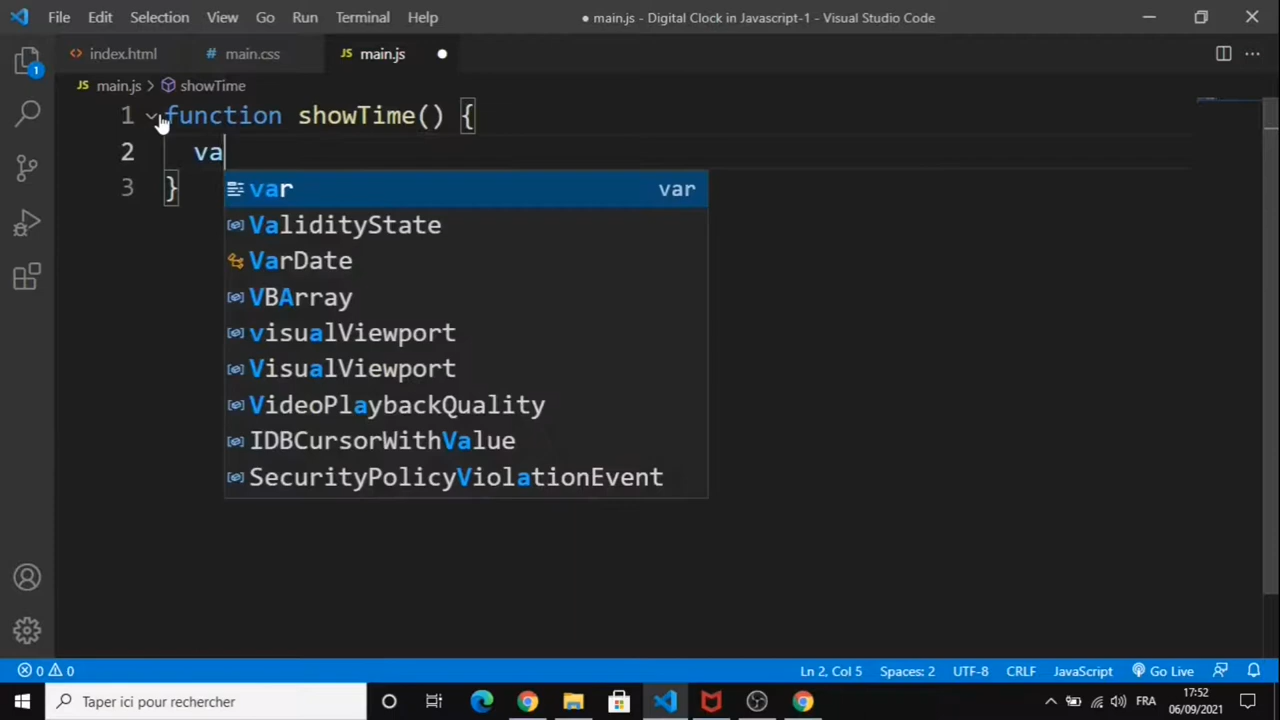 File Edit Selection View Go Run Terminal Help ● main.js - Digital Clock in Javascript-1 - Visual Studio Code
<> index.html # main.css JS main.js ●
JS main.js > showTime
1 function showTime() {
2 va
3 }
var var
ValidityState
VarDate
VBArray
visualViewport
VisualViewport
VideoPlaybackQuality
IDBCursorWithValue
SecurityPolicyViolationEvent
1
0 0 Ln 2, Col 5 Spaces: 2 UTF-8 CRLF JavaScript Go Live
Taper ici pour rechercher FRA 17:52
06/09/2021